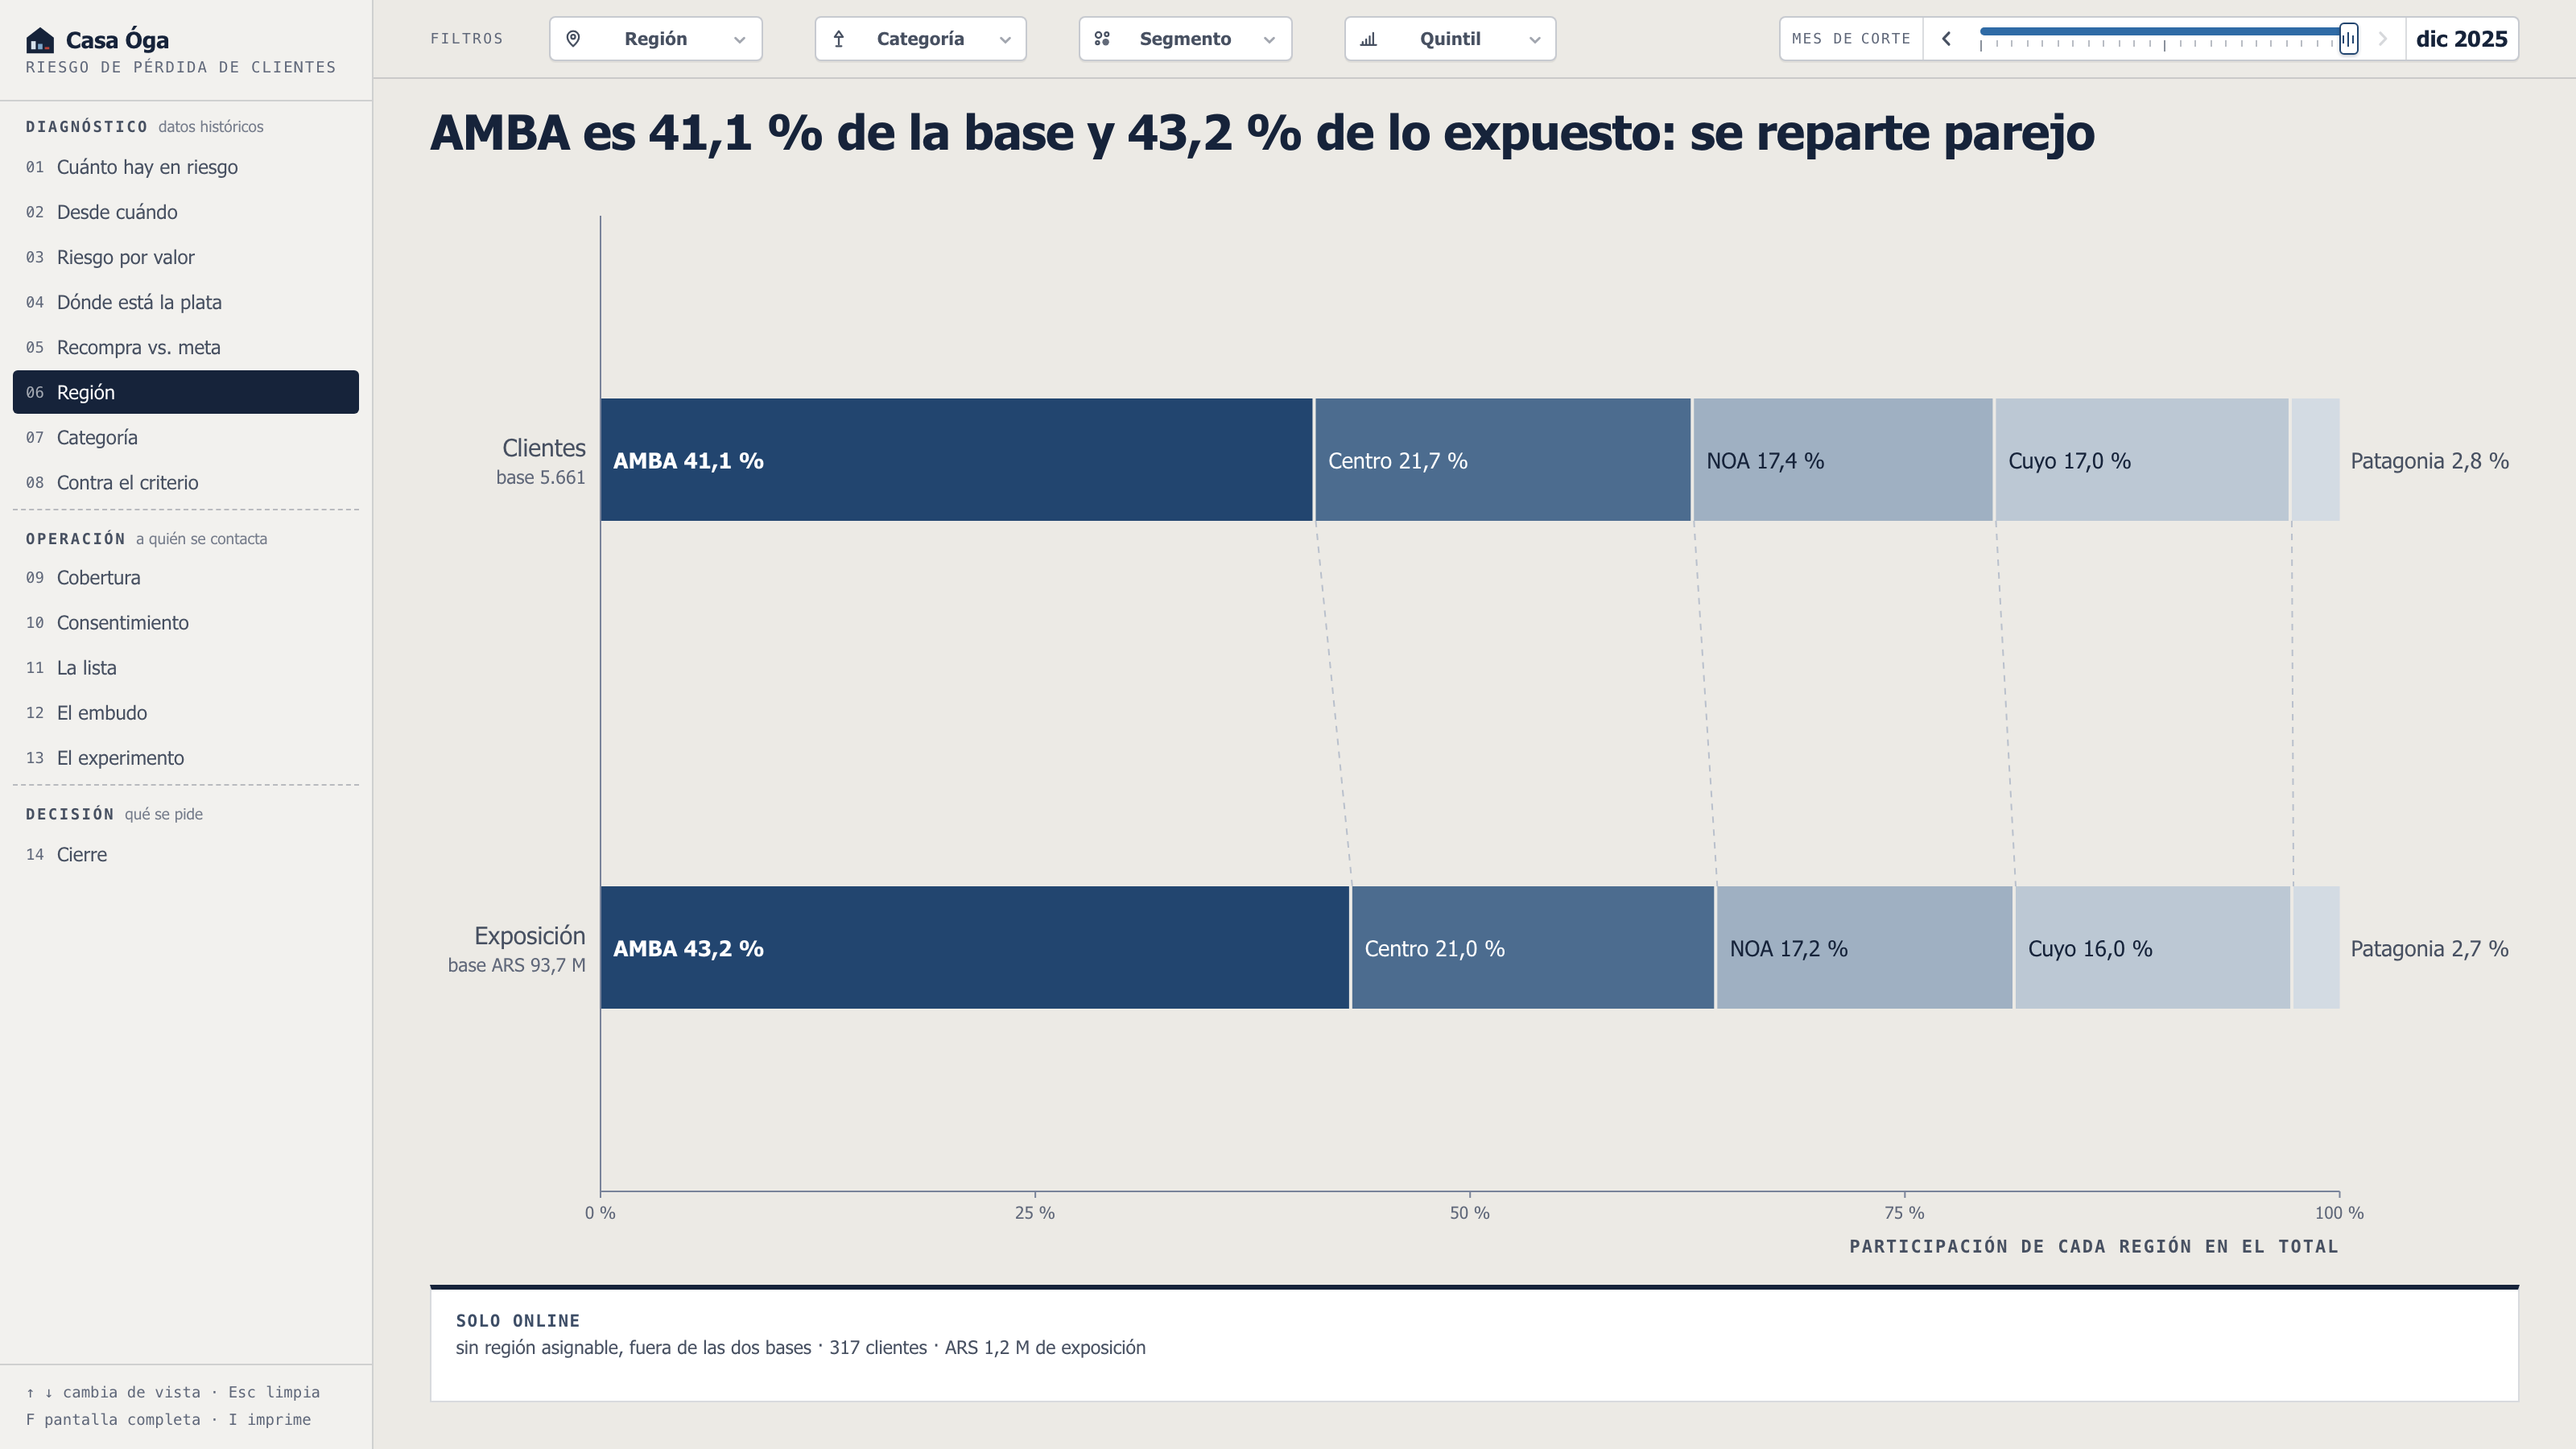 Casa Óga
RIESGO DE PÉRDIDA DE CLIENTES
DIAGNÓSTICO datos históricos
01 Cuánto hay en riesgo
02 Desde cuándo
03 Riesgo por valor
04 Dónde está la plata
05 Recompra vs. meta
06 Región
07 Categoría
08 Contra el criterio
OPERACIÓN a quién se contacta
09 Cobertura
10 Consentimiento
11 La lista
12 El embudo
13 El experimento
DECISIÓN qué se pide
14 Cierre
↑ ↓ cambia de vista · Esc limpia
F pantalla completa · I imprime
FILTROS
Región
Categoría
Segmento
Quintil
MES DE CORTE
dic 2025
AMBA es 41,1 % de la base y 43,2 % de lo expuesto: se reparte parejo
Clientes
base 5.661
AMBA 41,1 %
Centro 21,7 %
NOA 17,4 %
Cuyo 17,0 %
Patagonia 2,8 %
Exposición
base ARS 93,7 M
AMBA 43,2 %
Centro 21,0 %
NOA 17,2 %
Cuyo 16,0 %
Patagonia 2,7 %
0 %
25 %
50 %
75 %
100 %
PARTICIPACIÓN DE CADA REGIÓN EN EL TOTAL
SOLO ONLINE
sin región asignable, fuera de las dos bases · 317 clientes · ARS 1,2 M de exposición